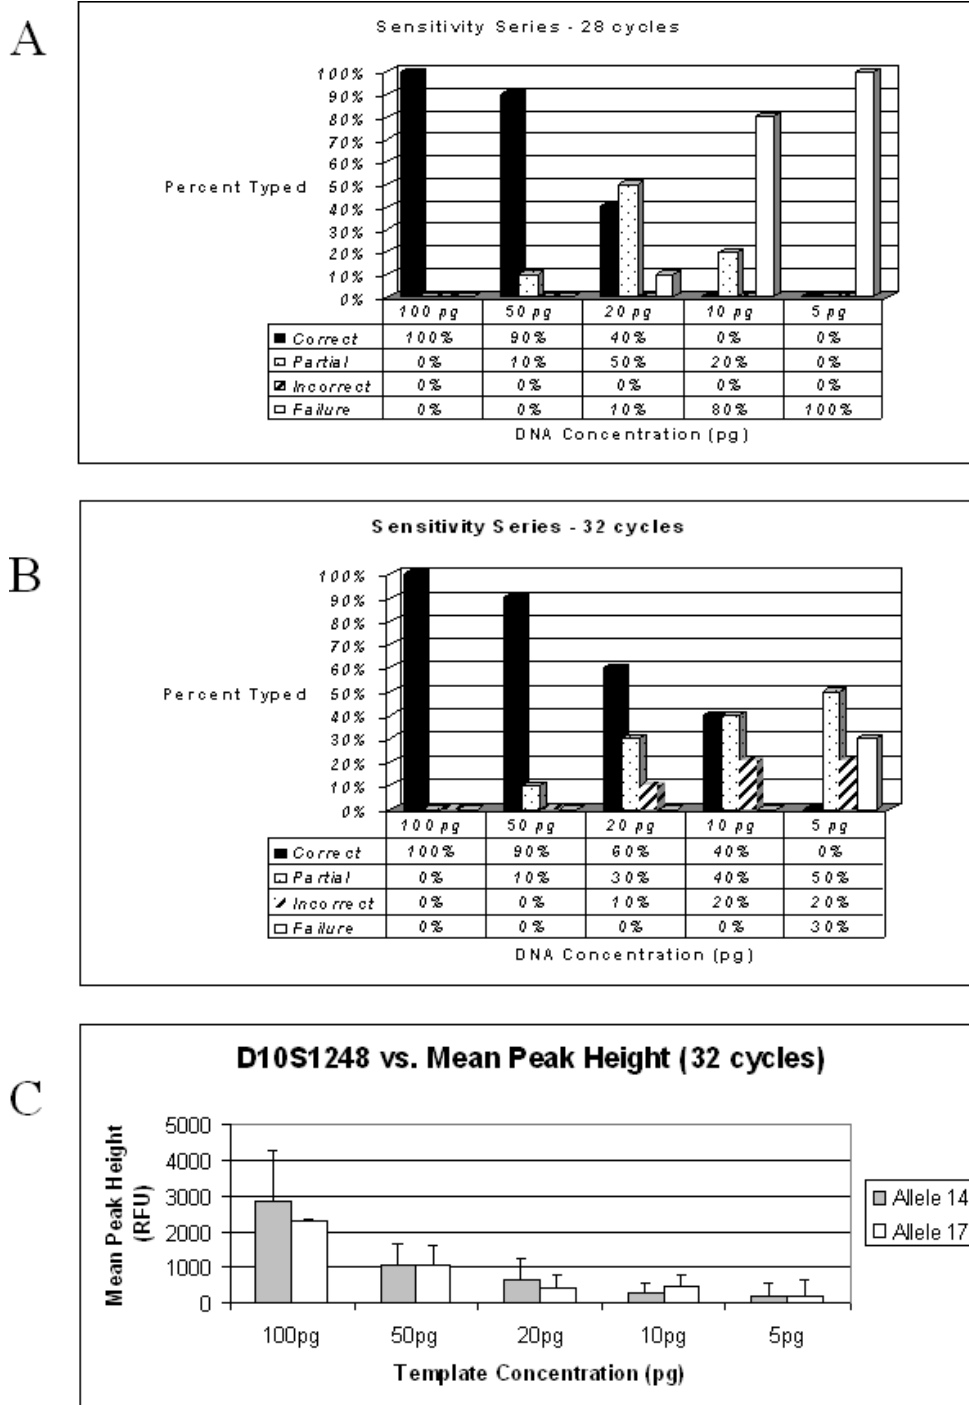 A
Sensitivity Series - 28 cycles
100%
90%
80%
70%
60%
50%
40%
30%
20%
10%
0%
Percent Typed
100 pg 50 pg 20 pg 10 pg 5 pg
Correct 100% 90% 40% 0% 0%
Partial 0% 10% 50% 20% 0%
Incorrect 0% 0% 0% 0% 0%
Failure 0% 0% 10% 80% 100%
DNA Concentration (pg)
B
Sensitivity Series - 32 cycles
100%
90%
80%
70%
60%
50%
40%
30%
20%
10%
0%
Percent Typed
100 pg 50 pg 20 pg 10 pg 5 pg
Correct 100% 90% 60% 40% 0%
Partial 0% 10% 30% 40% 50%
Incorrect 0% 0% 10% 20% 20%
Failure 0% 0% 0% 0% 30%
DNA Concentration (pg)
C
D10S1248 vs. Mean Peak Height (32 cycles)
Mean Peak Height
(RFU)
5000
4000
3000
2000
1000
0
100pg 50pg 20pg 10pg 5pg
Template Concentration (pg)
Allele 14
Allele 17